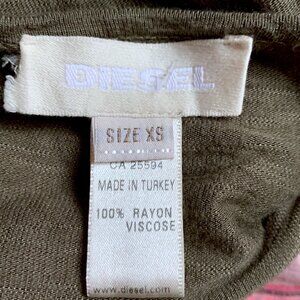 DIESEL
SIZE XS
CA 25594
MADE IN TURKEY
100% RAYON
VISCOSE
www.diesel.com